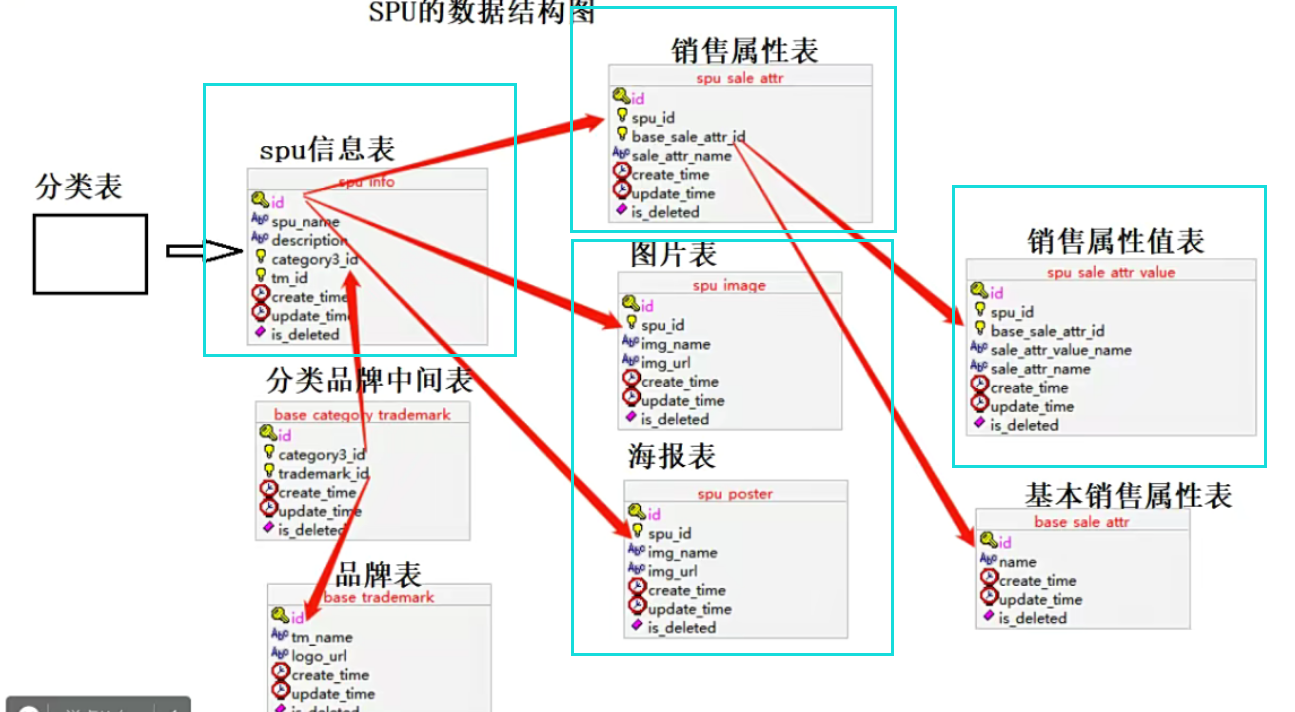 SPU的数据结构图
分类表
spu信息表
spu info
id
spu_name
description
category3_id
tm_id
create_time
update_time
is_deleted
分类品牌中间表
base category trademark
id
category3_id
trademark_id
create_time
update_time
is_deleted
品牌表
base trademark
id
tm_name
logo_url
create_time
update_time
is_deleted
销售属性表
spu sale attr
id
spu_id
base_sale_attr_id
sale_attr_name
create_time
update_time
is_deleted
图片表
spu image
id
spu_id
img_name
img_url
create_time
update_time
is_deleted
海报表
spu poster
id
spu_id
img_name
img_url
create_time
update_time
is_deleted
销售属性值表
spu sale attr value
id
spu_id
base_sale_attr_id
sale_attr_value_name
sale_attr_name
create_time
update_time
is_deleted
基本销售属性表
base sale attr
id
name
create_time
update_time
is_deleted